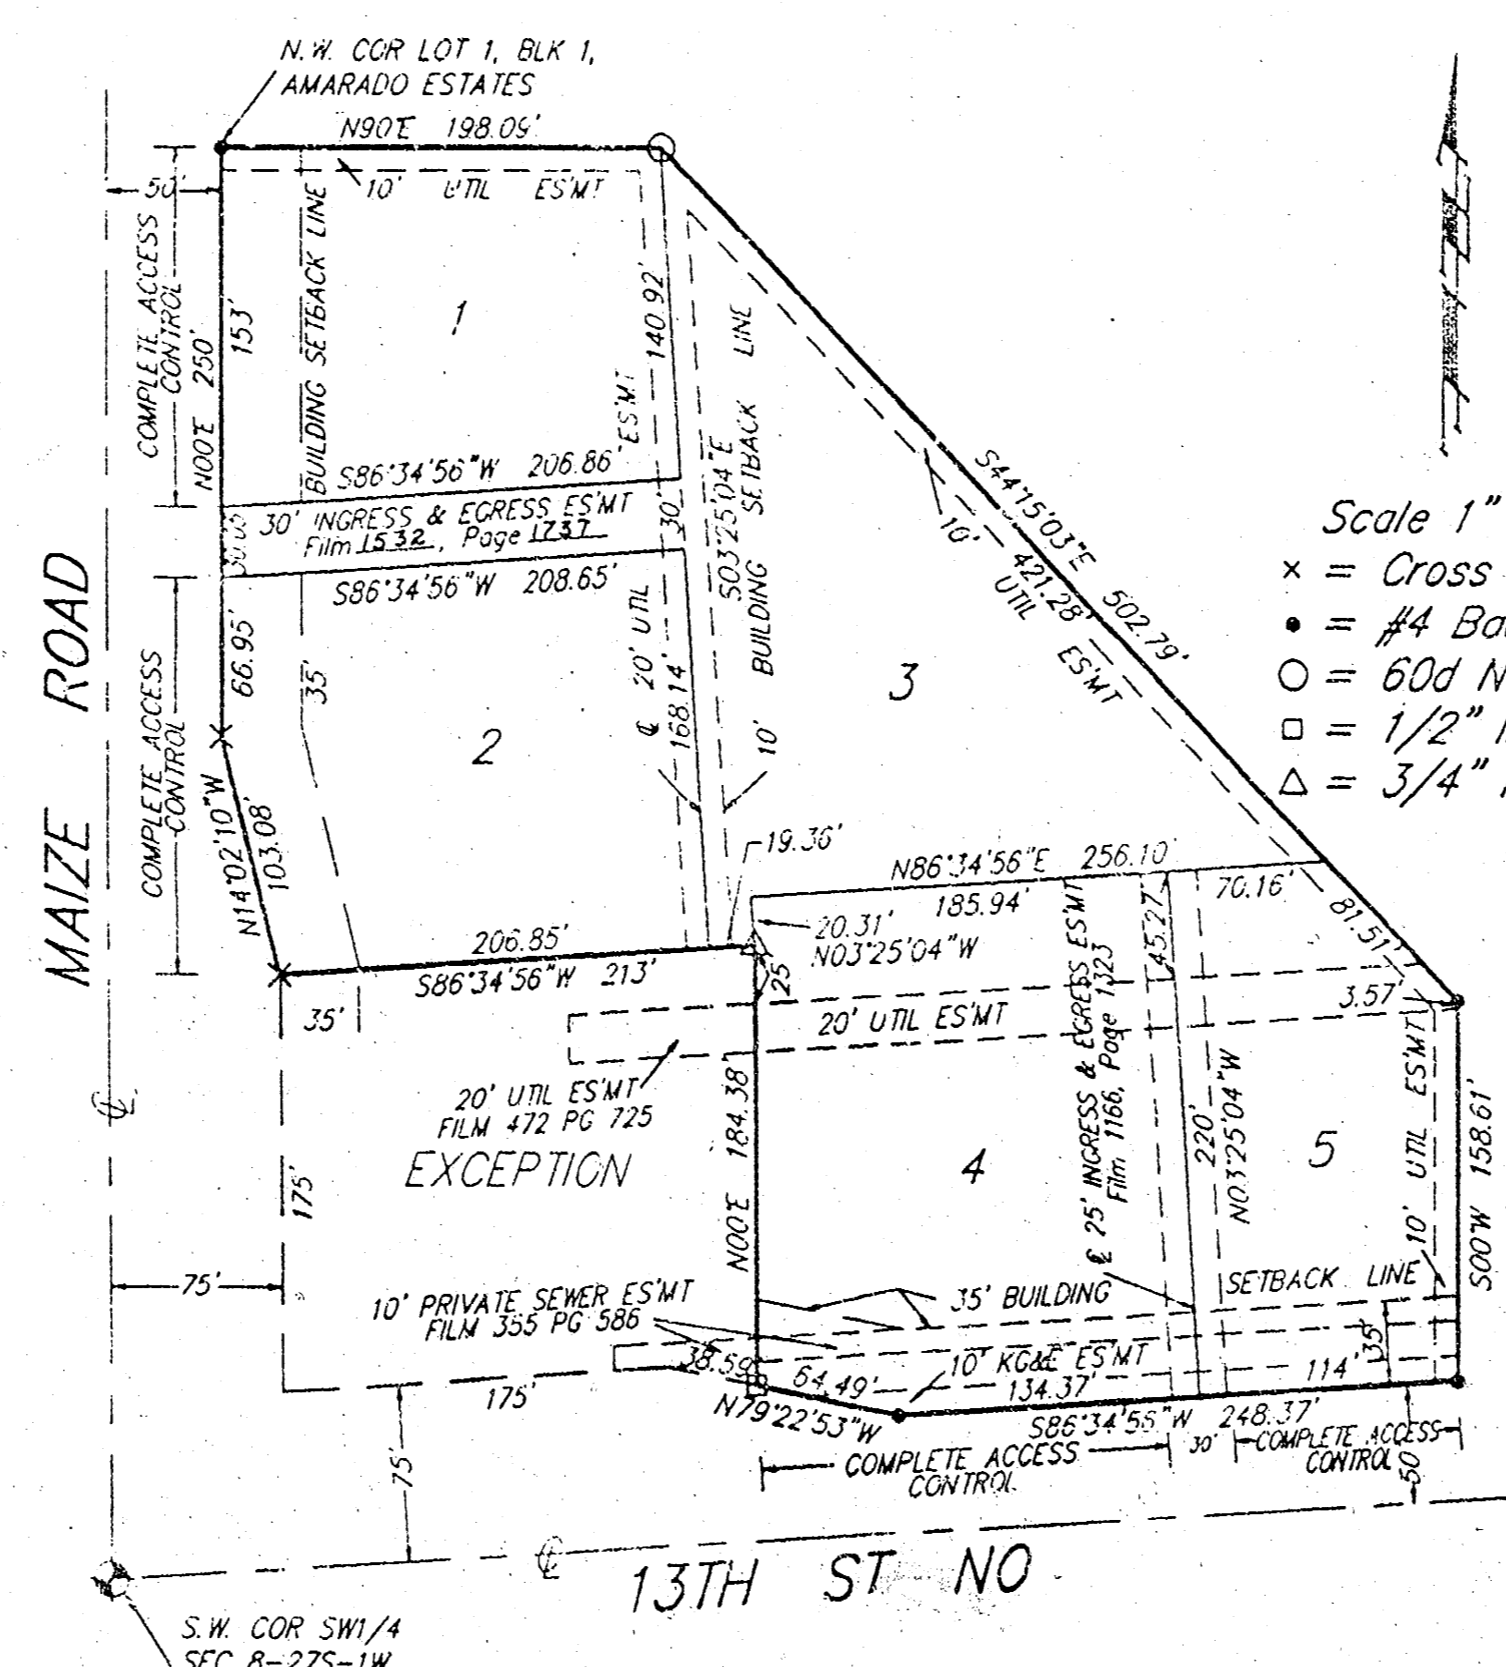 N.W. COR LOT 1, BLK 1,
AMARADO ESTATES
N90°E 198.09'
50'
10' UTIL ES'MT
COMPLETE ACCESS
CONTROL
N00°E 250'
153'
BUILDING SETBACK LINE
1
140.92'
ES'MT
LINE
SETBACK
S03°25'04"E
BUILDING
10'
S86°34'56"W 206.86'
30' INGRESS & EGRESS ES'MT
Film 1532, Page 1737
30.05'
30'
S86°34'56"W 208.65'
S44°15'03"E 502.79'
10'
421.28'
UTIL ES'MT
Scale 1"
× = Cross
● = #4 Ba
○ = 60d N
□ = 1/2"
△ = 3/4"
MAIZE ROAD
COMPLETE ACCESS
CONTROL
66.95'
35'
2
℄ 20' UTIL
168.14'
3
N14°02'10"W
103.08'
19.36'
N86°34'56"E 256.10'
185.94'
70.16'
81.51'
20.31'
N03°25'04"W
45.27'
206.85'
S86°34'56"W 213'
25'
35'
3.57'
20' UTIL ES'MT
20' UTIL ES'MT
FILM 472 PG 725
EXCEPTION
℄
175'
N00°E 184.38'
4
℄ 25' INGRESS & EGRESS ES'MT
Film 1166, Page 1323
220'
N03°25'04"W
5
10' UTIL ES'MT
S00°W 158.61'
75'
10' PRIVATE SEWER ES'MT
FILM 355 PG 586
35' BUILDING SETBACK LINE
35'
38.59'
10' KG&E ES'MT
64.49'
134.37'
114'
175'
N79°22'53"W
S86°34'56"W 248.37'
COMPLETE ACCESS
CONTROL
30'
COMPLETE ACCESS
CONTROL
50'
75'
℄
13TH ST NO
S.W. COR SW1/4
SEC 8-27S-1W